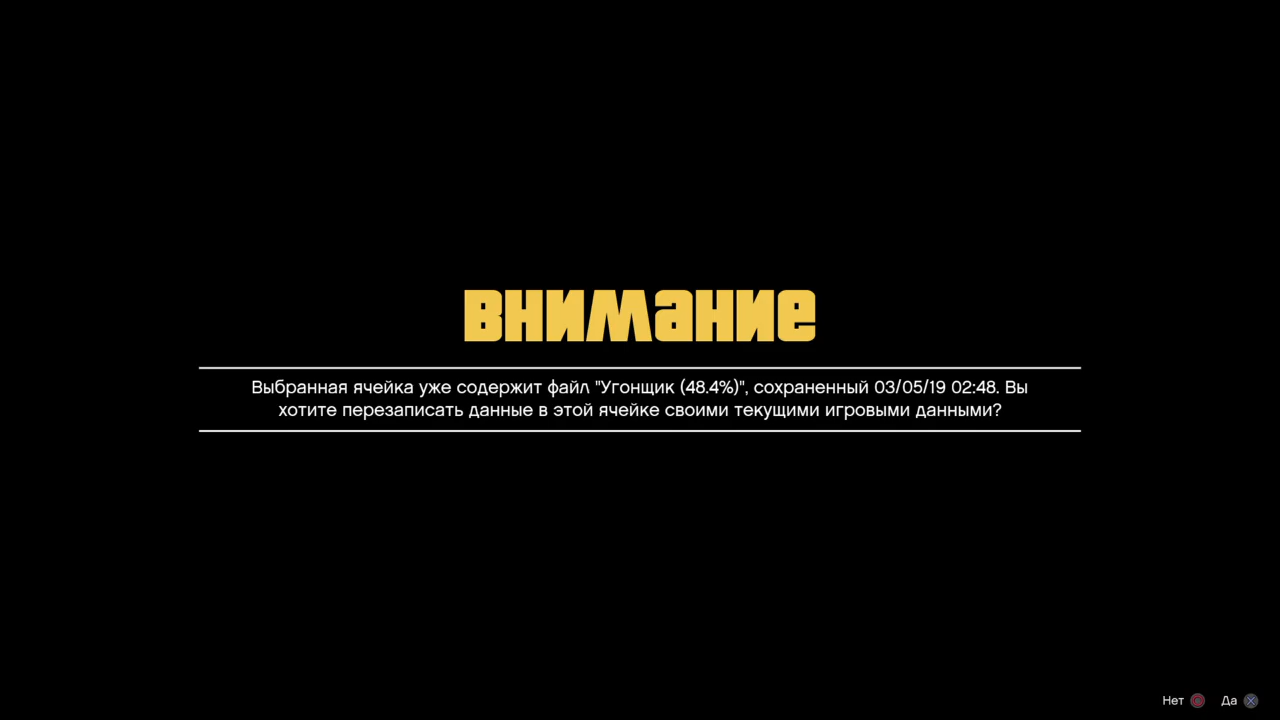 внимание
Выбранная ячейка уже содержит файл "Угонщик (48.4%)", сохраненный 03/05/19 02:48. Вы
хотите перезаписать данные в этой ячейке своими текущими игровыми данными?
Нет Да